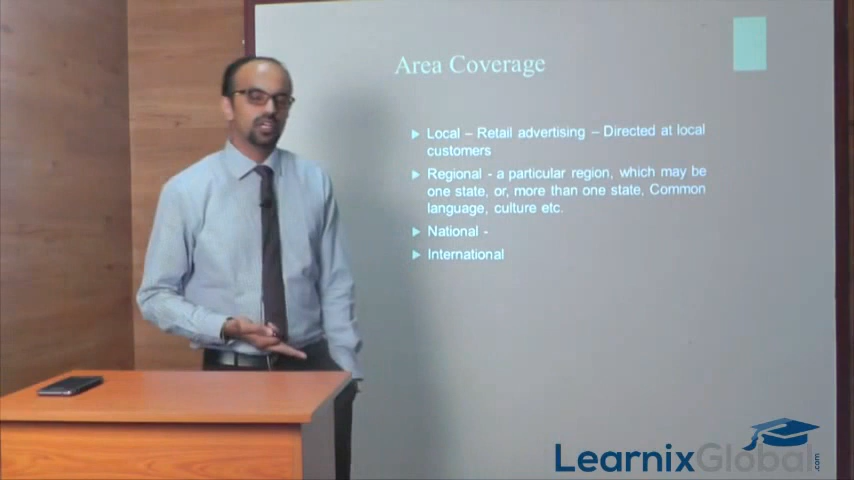 Area Coverage
Local – Retail advertising – Directed at local
customers
Regional - a particular region, which may be
one state, or, more than one state, Common
language, culture etc.
National -
International
LearnixGlobal.com